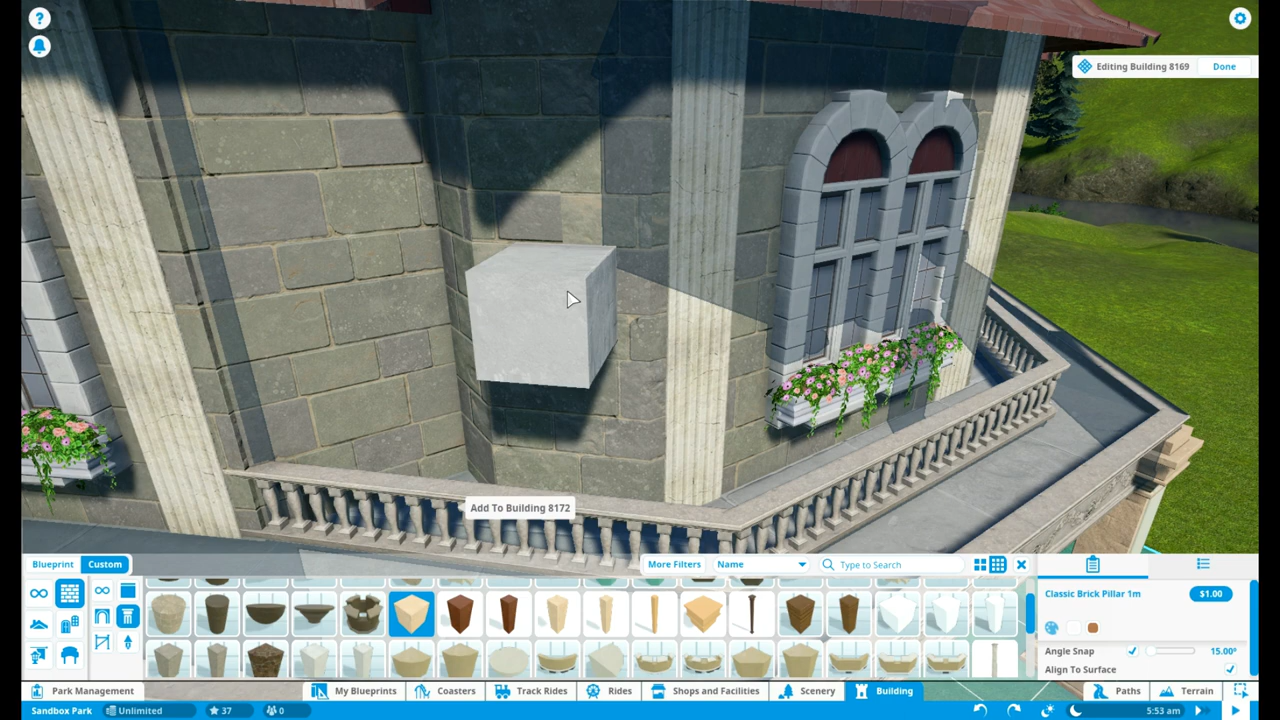 ?
Editing Building 8169 Done
Add To Building 8172
Blueprint Custom More Filters Name Type to Search
Classic Brick Pillar 1m $1.00
Angle Snap 15.00°
Align To Surface
Park Management My Blueprints Coasters Track Rides Rides Shops and Facilities Scenery Building Paths Terrain
Sandbox Park Unlimited 37 0 5:53 am